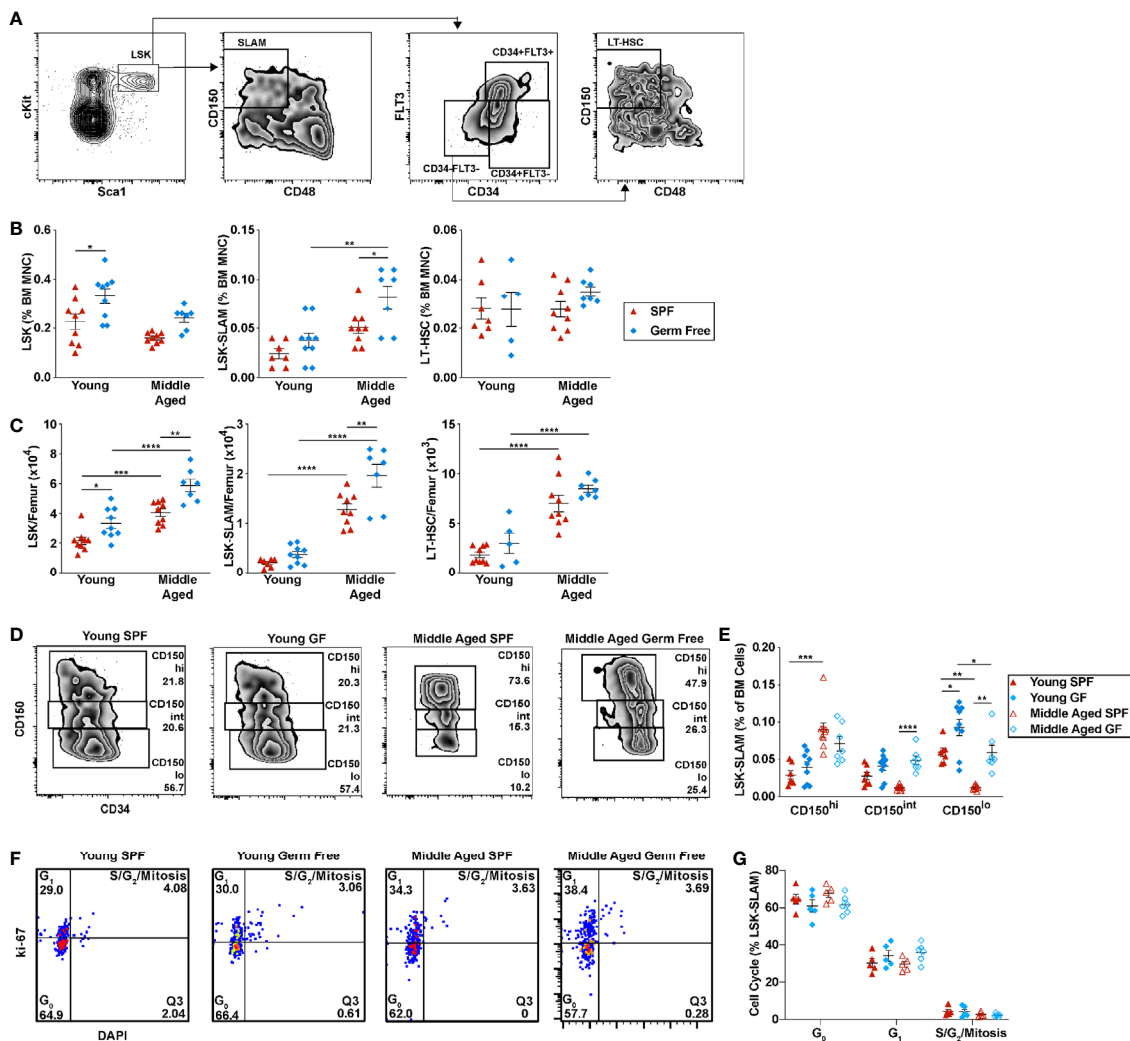 A
LSK
cKit
Sca1
SLAM
CD150
CD48
CD34+FLT3+
FLT3
CD34-FLT3-
CD34+FLT3-
CD34
LT-HSC
CD150
CD48
B
LSK (% BM MNC)
0.6
0.4
0.2
0.0
*
Young
Middle
Aged
LSK-SLAM (% BM MNC)
0.15
0.10
0.05
0.00
**
*
Young
Middle
Aged
LT-HSC (% BM MNC)
0.06
0.04
0.02
0.00
Young
Middle
Aged
SPF
Germ Free
C
LSK/Femur (x10⁴)
10
8
6
4
2
0
**
****
***
*
Young
Middle
Aged
LSK-SLAM/Femur (x10⁴)
3
2
1
0
**
****
****
Young
Middle
Aged
LT-HSC/Femur (x10³)
15
10
5
0
****
****
Young
Middle
Aged
D
CD150
CD34
Young SPF
CD150
hi
21.8
CD150
int
20.6
CD150
lo
56.7
Young GF
CD150
hi
20.3
CD150
int
21.3
CD150
lo
57.4
Middle Aged SPF
CD150
hi
73.6
CD150
int
16.3
CD150
lo
10.2
Middle Aged Germ Free
CD150
hi
47.9
CD150
int
26.3
CD150
lo
25.4
E
LSK-SLAM (% of BM Cells)
0.20
0.15
0.10
0.05
0.00
***
****
*
**
*
**
CD150hi
CD150int
CD150lo
Young SPF
Young GF
Middle Aged SPF
Middle Aged GF
F
ki-67
DAPI
Young SPF
G₁
29.0
S/G₂/Mitosis
4.08
G₀
64.9
Q3
2.04
Young Germ Free
G₁
30.0
S/G₂/Mitosis
3.06
G₀
66.4
Q3
0.61
Middle Aged SPF
G₁
34.3
S/G₂/Mitosis
3.63
G₀
62.0
Q3
0
Middle Aged Germ Free
G₁
38.4
S/G₂/Mitosis
3.69
G₀
57.7
Q3
0.28
G
Cell Cycle (% LSK-SLAM)
80
60
40
20
0
G₀
G₁
S/G₂/Mitosis